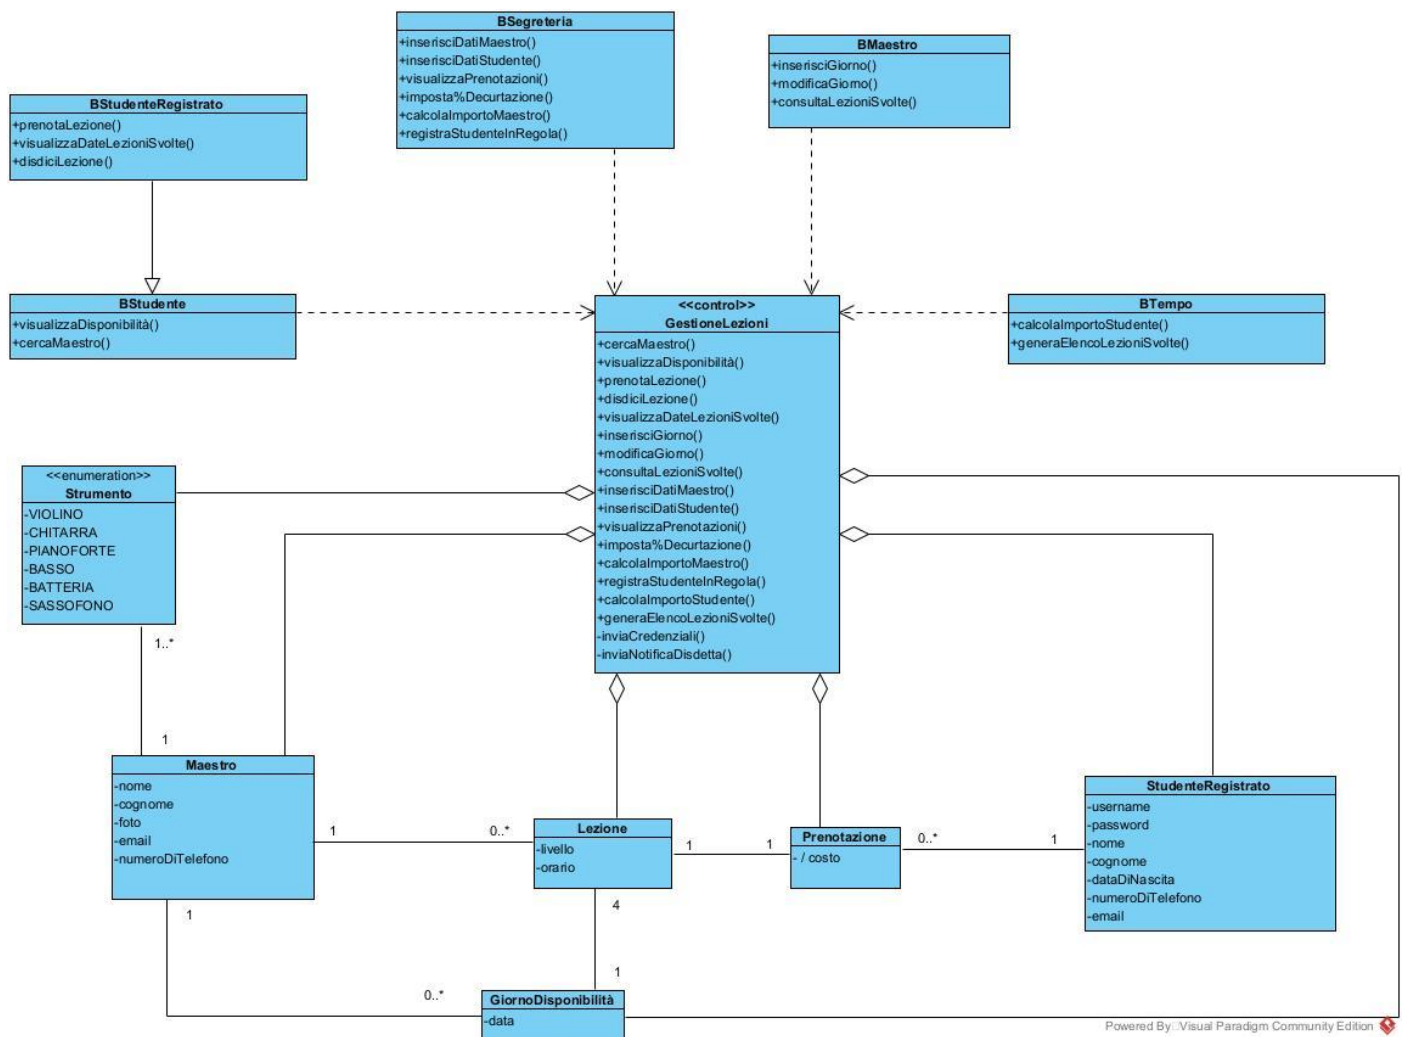 BSegreteria
+inserisciDatiMaestro()
+inserisciDatiStudente()
+visualizzaPrenotazioni()
+imposta%Decurtazione()
+calcolaImportoMaestro()
+registraStudenteInRegola()
BMaestro
+inserisciGiorno()
+modificaGiorno()
+consultaLezioniSvolte()
BStudenteRegistrato
+prenotaLezione()
+visualizzaDateLezioniSvolte()
+disdiciLezione()
BStudente
+visualizzaDisponibilità()
+cercaMaestro()
<<control>>
GestioneLezioni
+cercaMaestro()
+visualizzaDisponibilità()
+prenotaLezione()
+disdiciLezione()
+visualizzaDateLezioniSvolte()
+inserisciGiorno()
+modificaGiorno()
+consultaLezioniSvolte()
+inserisciDatiMaestro()
+inserisciDatiStudente()
+visualizzaPrenotazioni()
+imposta%Decurtazione()
+calcolaImportoMaestro()
+registraStudenteInRegola()
+calcolaImportoStudente()
+generaElencoLezioniSvolte()
-inviaCredenziali()
-inviaNotificaDisdetta()
BTempo
+calcolaImportoStudente()
+generaElencoLezioniSvolte()
<<enumeration>>
Strumento
-VIOLINO
-CHITARRA
-PIANOFORTE
-BASSO
-BATTERIA
-SASSOFONO
1..*
1
Maestro
-nome
-cognome
-foto
-email
-numeroDiTelefono
1
0..*
Lezione
-livello
-orario
1
1
Prenotazione
- / costo
0..*
1
StudenteRegistrato
-username
-password
-nome
-cognome
-dataDiNascita
-numeroDiTelefono
-email
1
4
0..*
1
GiornoDisponibilità
-data
Powered By Visual Paradigm Community Edition